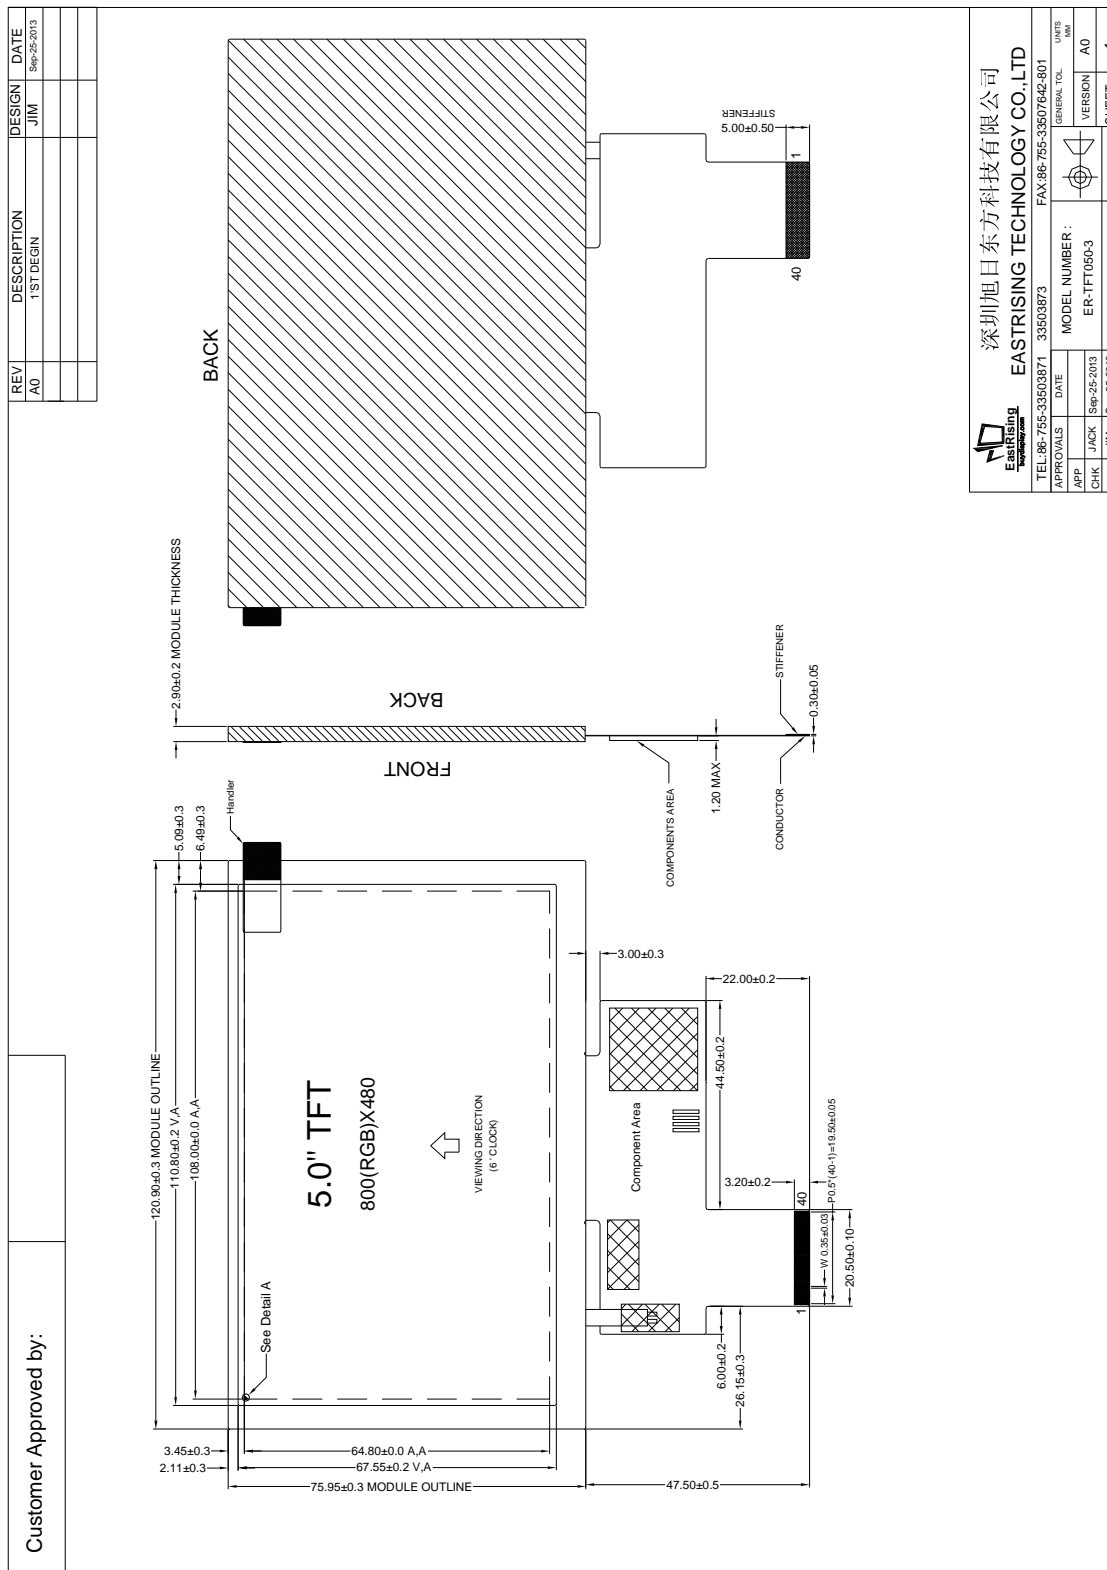 Customer Approved by:
REV DESCRIPTION DESIGN DATE
A0 1'ST DEGIN JIM Sep-25-2013
120.90±0.3 MODULE OUTLINE
110.80±0.2 V,A
108.00±0.0 A,A
5.09±0.3
6.49±0.3
Handler
3.45±0.3
2.11±0.3
64.80±0.0 A,A
67.55±0.2 V,A
75.95±0.3 MODULE OUTLINE
47.50±0.5
See Detail A
5.0" TFT
800(RGB)X480
VIEWING DIRECTION
(6 ' CLOCK)
3.00±0.3
22.00±0.2
44.50±0.2
Component Area
3.20±0.2
1
40
P0.5*(40-1)=19.50±0.05
W 0.35±0.03
20.50±0.10
6.00±0.2
26.15±0.3
2.90±0.2 MODULE THICKNESS
FRONT
BACK
COMPONENTS AREA
1.20 MAX
CONDUCTOR
STIFFENER
0.30±0.05
BACK
STIFFENER
5.00±0.50
40
1
EastRising
buydisplay.com
深圳旭日东方科技有限公司
EASTRISING TECHNOLOGY CO.,LTD
TEL:86-755-33503871 33503873 FAX:86-755-33507642-801
APPROVALS DATE
MODEL NUMBER :
ER-TFT050-3
GENERAL TOL.
UNITS
MM
APP
VERSION A0
CHK JACK Sep-25-2013